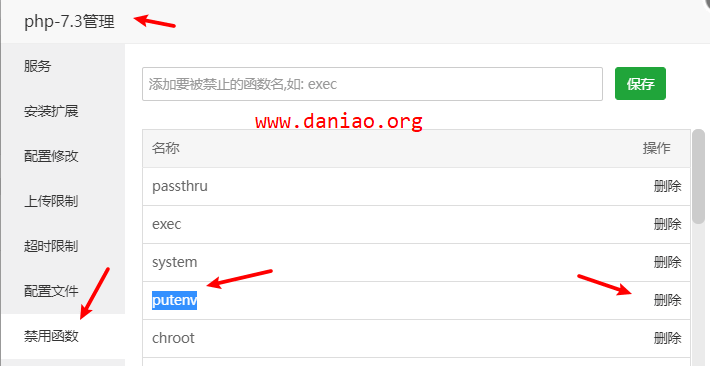 php-7.3管理
服务
安装扩展
配置修改
上传限制
超时限制
配置文件
禁用函数
添加要被禁止的函数名,如: exec 保存
www.daniao.org
名称 操作
passthru 删除
exec 删除
system 删除
putenv 删除
chroot 删除